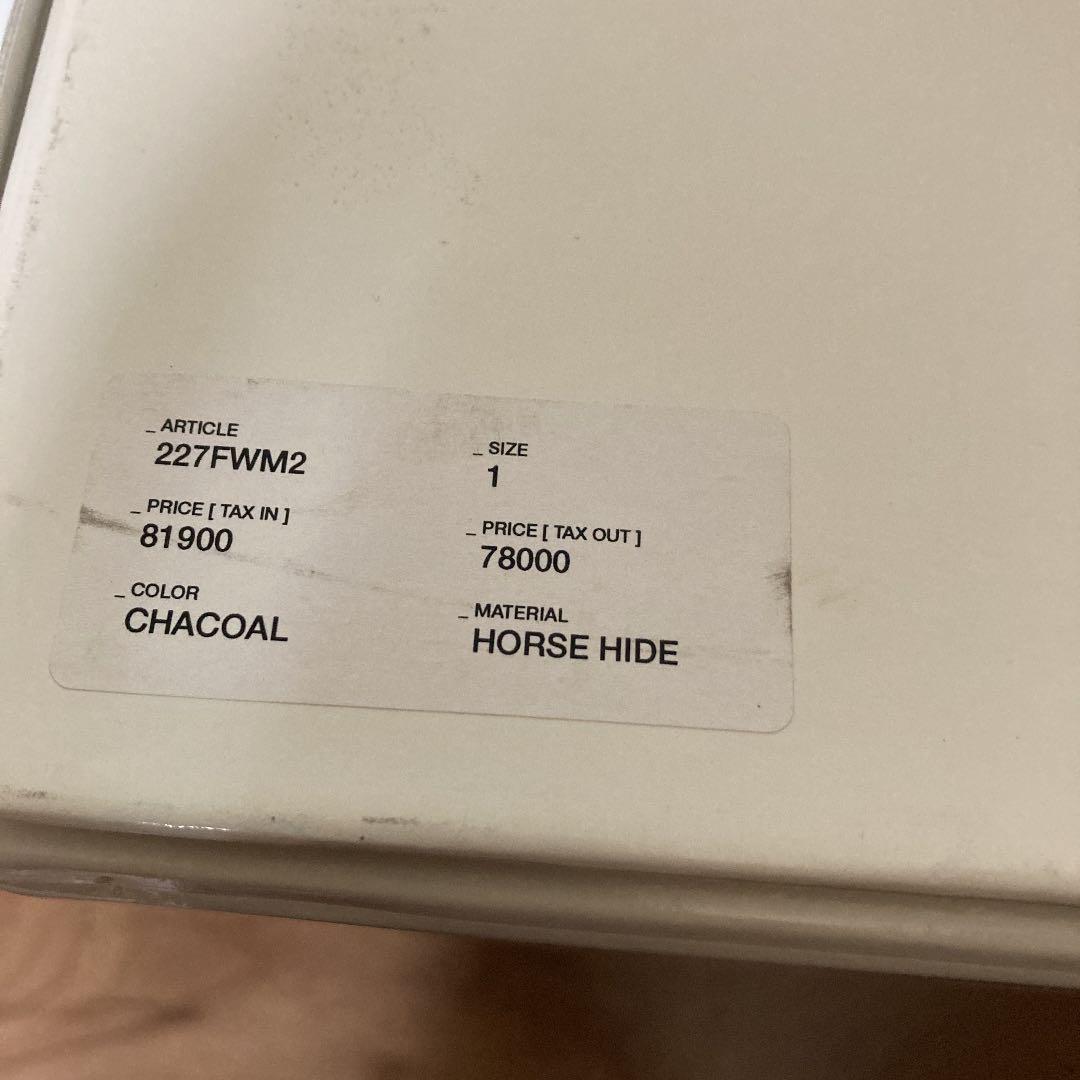 _ ARTICLE
227FWM2
_ SIZE
1
_ PRICE [ TAX IN ]
81900
_ PRICE [ TAX OUT ]
78000
_ COLOR
CHACOAL
_ MATERIAL
HORSE HIDE